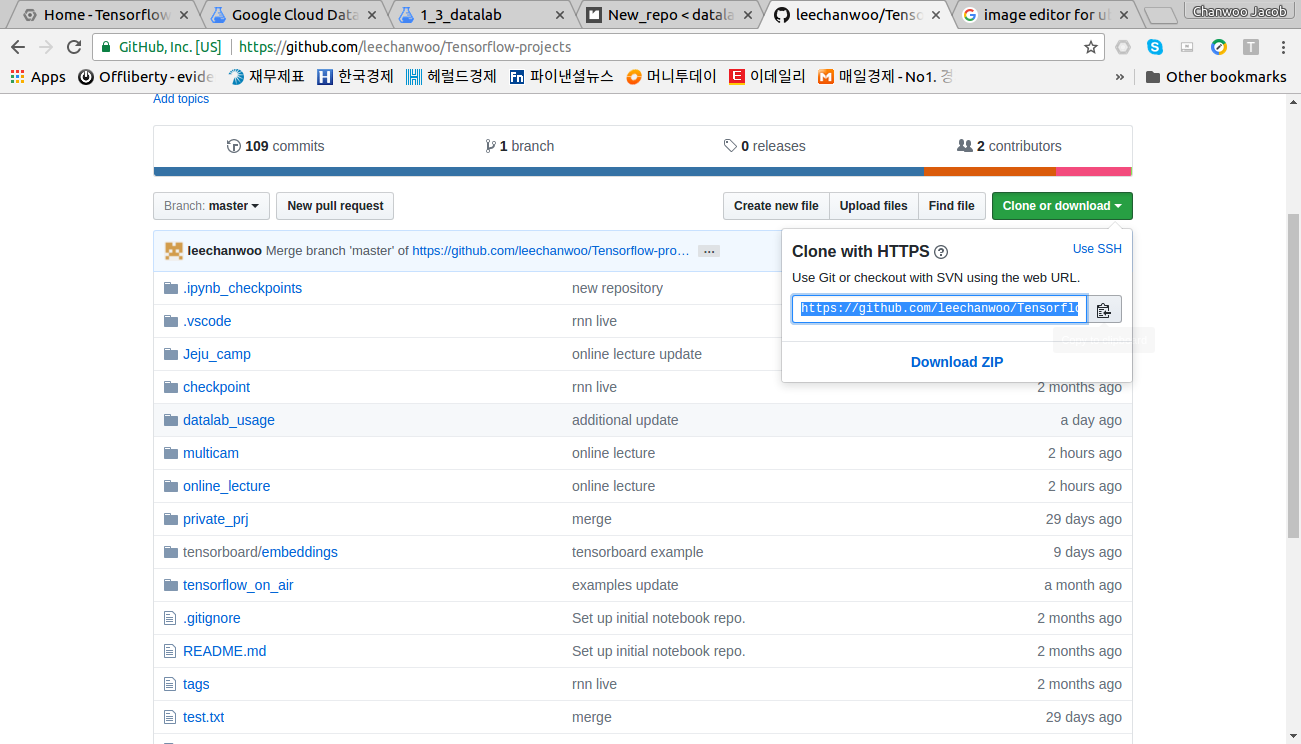 Home - Tensorflow
Google Cloud Data
1_3_datalab
New_repo < datala
leechanwoo/Tenso
image editor for ub
Chanwoo Jacob
GitHub, Inc. [US] https://github.com/leechanwoo/Tensorflow-projects
Apps Offliberty - evide 재무제표 한국경제 헤럴드경제 파이낸셜뉴스 머니투데이 이데일리 매일경제 - No1. 경 » Other bookmarks
Add topics
109 commits 1 branch 0 releases 2 contributors
Branch: master New pull request Create new file Upload files Find file Clone or download
leechanwoo Merge branch 'master' of https://github.com/leechanwoo/Tensorflow-pro… …
Clone with HTTPS ? Use SSH
Use Git or checkout with SVN using the web URL.
https://github.com/leechanwoo/Tensorflo
Download ZIP
.ipynb_checkpoints new repository
.vscode rnn live
Jeju_camp online lecture update
checkpoint rnn live 2 months ago
datalab_usage additional update a day ago
multicam online lecture 2 hours ago
online_lecture online lecture 2 hours ago
private_prj merge 29 days ago
tensorboard/embeddings tensorboard example 9 days ago
tensorflow_on_air examples update a month ago
.gitignore Set up initial notebook repo. 2 months ago
README.md Set up initial notebook repo. 2 months ago
tags rnn live 2 months ago
test.txt merge 29 days ago